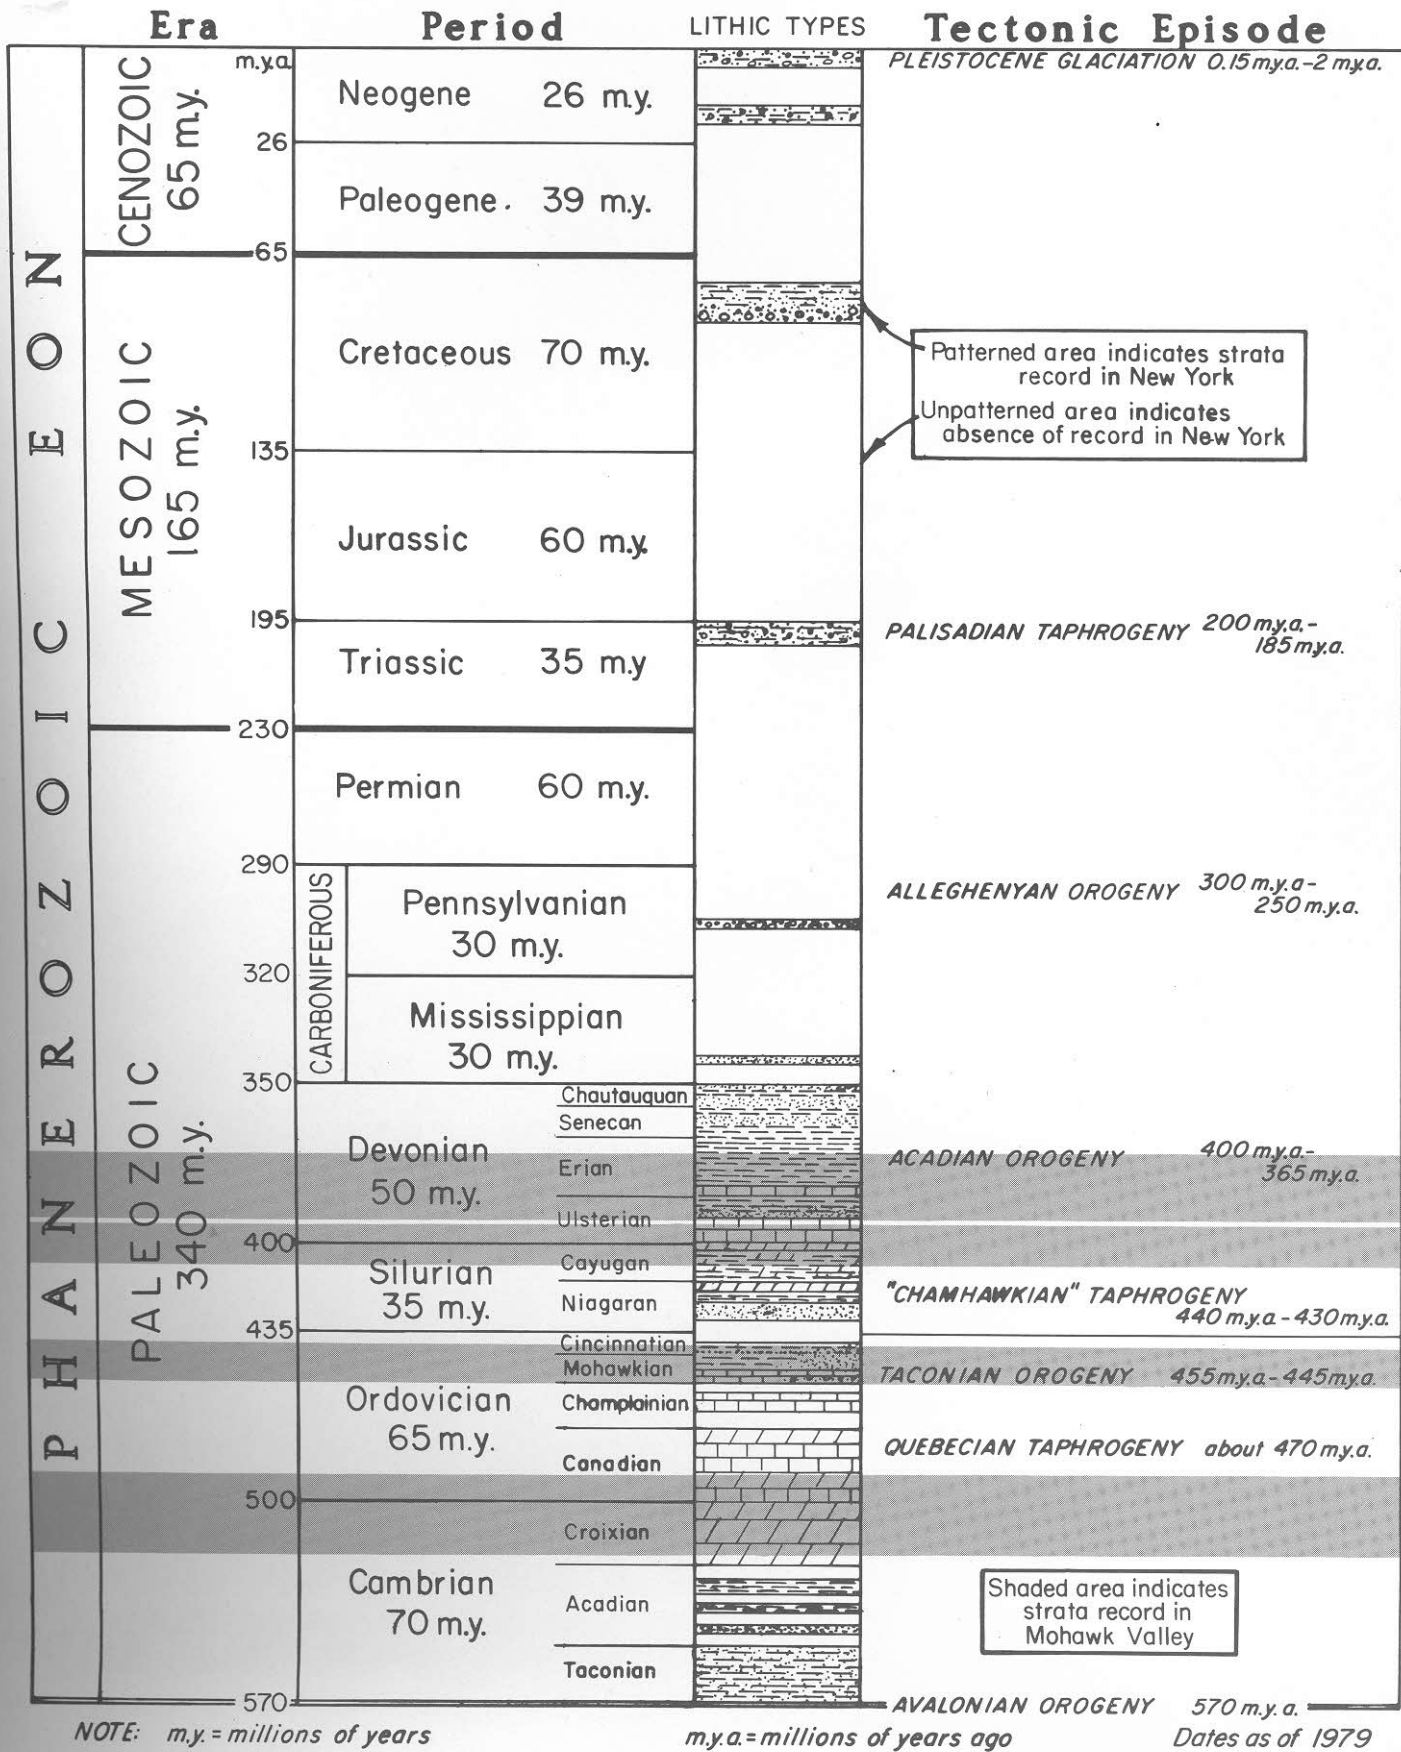 Era Period LITHIC TYPES Tectonic Episode
PHANEROZOIC EON
CENOZOIC
65 m.y.
m.y.a.
Neogene 26 m.y.
PLEISTOCENE GLACIATION 0.15 m.y.a.-2 m.y.a.
26
Paleogene. 39 m.y.
65
MESOZOIC
165 m.y.
Cretaceous 70 m.y.
Patterned area indicates strata
record in New York
Unpatterned area indicates
absence of record in New York
135
Jurassic 60 m.y.
195
PALISADIAN TAPHROGENY 200 m.y.a.-
185 m.y.a.
Triassic 35 m.y
230
PALEOZOIC
340 m.y.
Permian 60 m.y.
290
CARBONIFEROUS
Pennsylvanian
30 m.y.
ALLEGHENYAN OROGENY 300 m.y.a-
250 m.y.a.
320
Mississippian
30 m.y.
350
Devonian
50 m.y.
Chautauquan
Senecan
Erian
Ulsterian
ACADIAN OROGENY 400 m.y.a.-
365 m.y.a.
400
Silurian
35 m.y.
Cayugan
Niagaran
"CHAMHAWKIAN" TAPHROGENY
440 m.y.a - 430 m.y.a.
435
Ordovician
65 m.y.
Cincinnatian
Mohawkian
Champlainian
Canadian
TACONIAN OROGENY 455 m.y.a - 445 m.y.a.
QUEBECIAN TAPHROGENY about 470 m.y.a.
500
Cambrian
70 m.y.
Croixian
Acadian
Taconian
Shaded area indicates
strata record in
Mohawk Valley
570
AVALONIAN OROGENY 570 m.y.a.
NOTE: m.y. = millions of years m.y.a. = millions of years ago Dates as of 1979